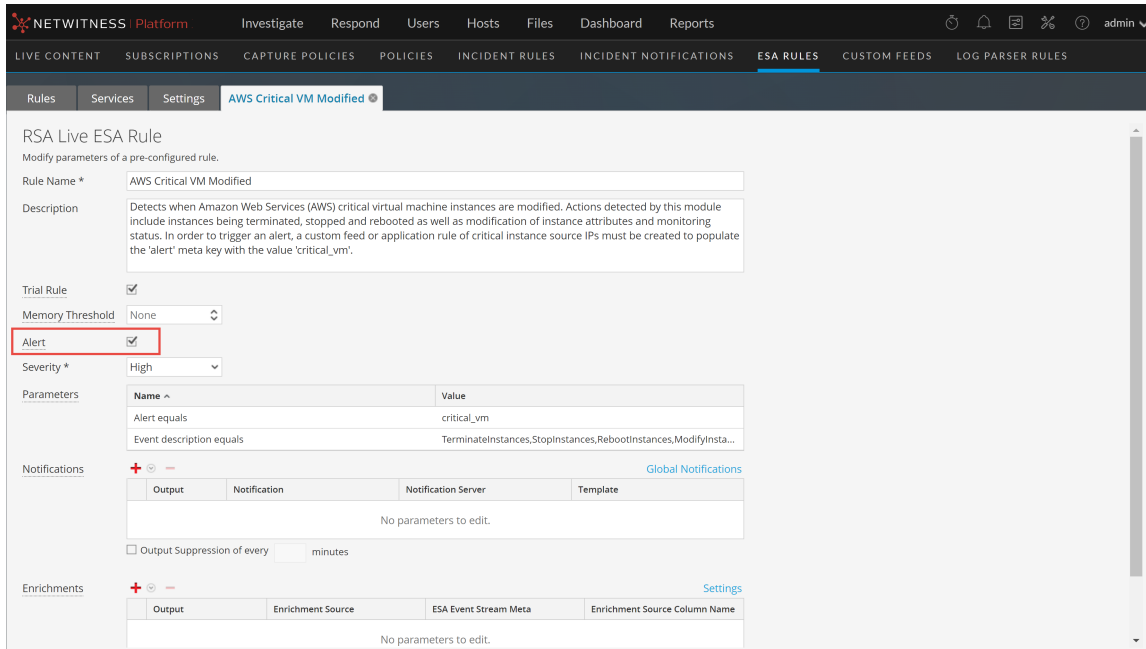 NETWITNESS Platform Investigate Respond Users Hosts Files Dashboard Reports admin
LIVE CONTENT SUBSCRIPTIONS CAPTURE POLICIES POLICIES INCIDENT RULES INCIDENT NOTIFICATIONS ESA RULES CUSTOM FEEDS LOG PARSER RULES
Rules Services Settings AWS Critical VM Modified
RSA Live ESA Rule
Modify parameters of a pre-configured rule.
Rule Name * AWS Critical VM Modified
Description Detects when Amazon Web Services (AWS) critical virtual machine instances are modified. Actions detected by this module
include instances being terminated, stopped and rebooted as well as modification of instance attributes and monitoring
status. In order to trigger an alert, a custom feed or application rule of critical instance source IPs must be created to populate
the 'alert' meta key with the value 'critical_vm'.
Trial Rule
Memory Threshold None
Alert
Severity * High
Parameters Name Value
Alert equals critical_vm
Event description equals TerminateInstances,StopInstances,RebootInstances,ModifyInsta...
Notifications Global Notifications
Output Notification Notification Server Template
No parameters to edit.
Output Suppression of every minutes
Enrichments Settings
Output Enrichment Source ESA Event Stream Meta Enrichment Source Column Name
No parameters to edit.